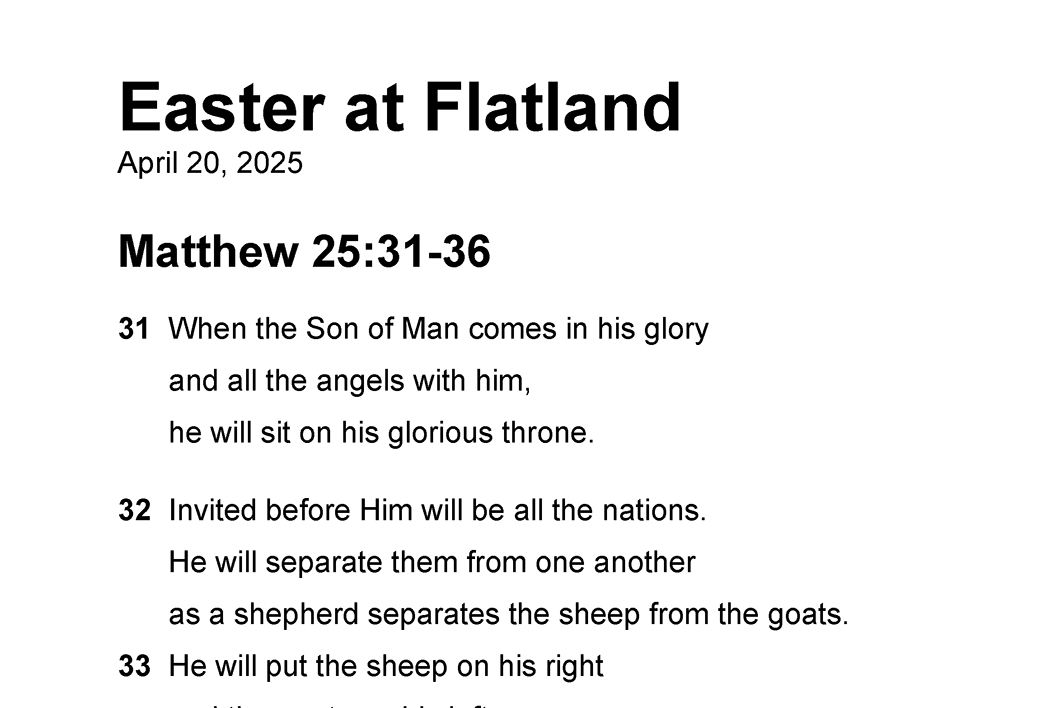 Easter at Flatland
April 20, 2025
Matthew 25:31-36
31 When the Son of Man comes in his glory
and all the angels with him,
he will sit on his glorious throne.
32 Invited before Him will be all the nations.
He will separate them from one another
as a shepherd separates the sheep from the goats.
33 He will put the sheep on his right